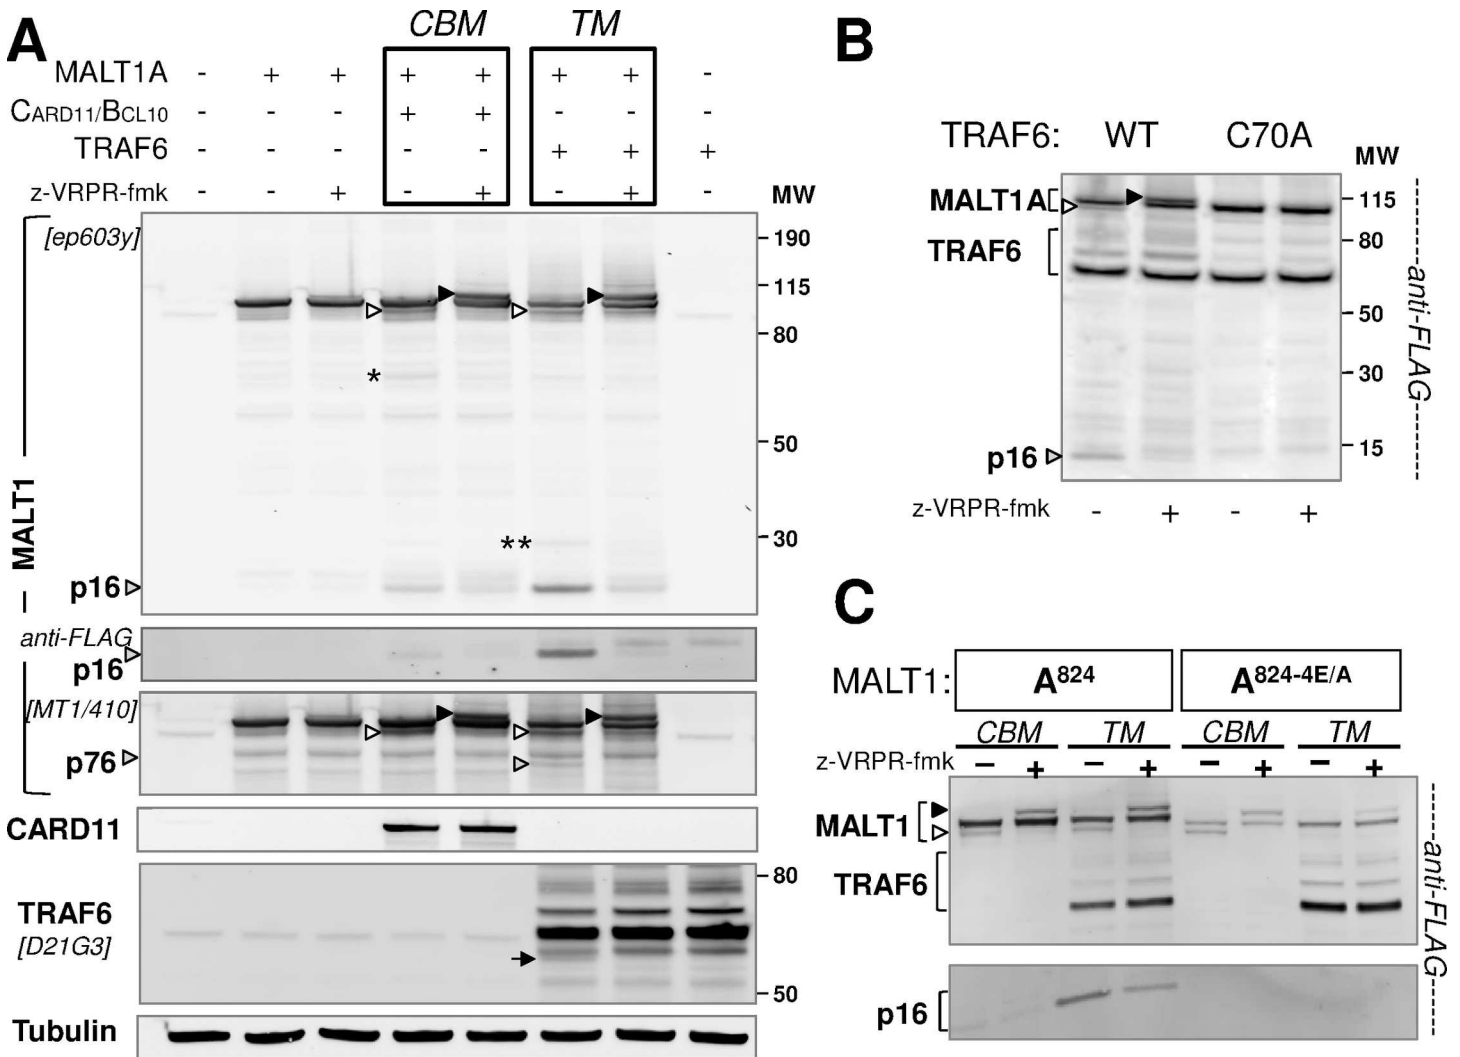 A
CBM TM
MALT1A - + + + + + + -
CARD11/BCL10 - - - + + - - -
TRAF6 - - - - - + + +
z-VRPR-fmk - - + - + - + -
MW
[ep603y]
190
115
80
*
50
**
30
MALT1
p16
anti-FLAG
p16
[MT1/410]
p76
CARD11
80
TRAF6
[D21G3]
50
Tubulin
B
TRAF6: WT C70A
MW
MALT1A
115
TRAF6
80
50
30
15
p16
anti-FLAG
z-VRPR-fmk - + - +
C
MALT1: A824 A824-4E/A
CBM TM CBM TM
z-VRPR-fmk - + - + - + - +
MALT1
TRAF6
p16
anti-FLAG